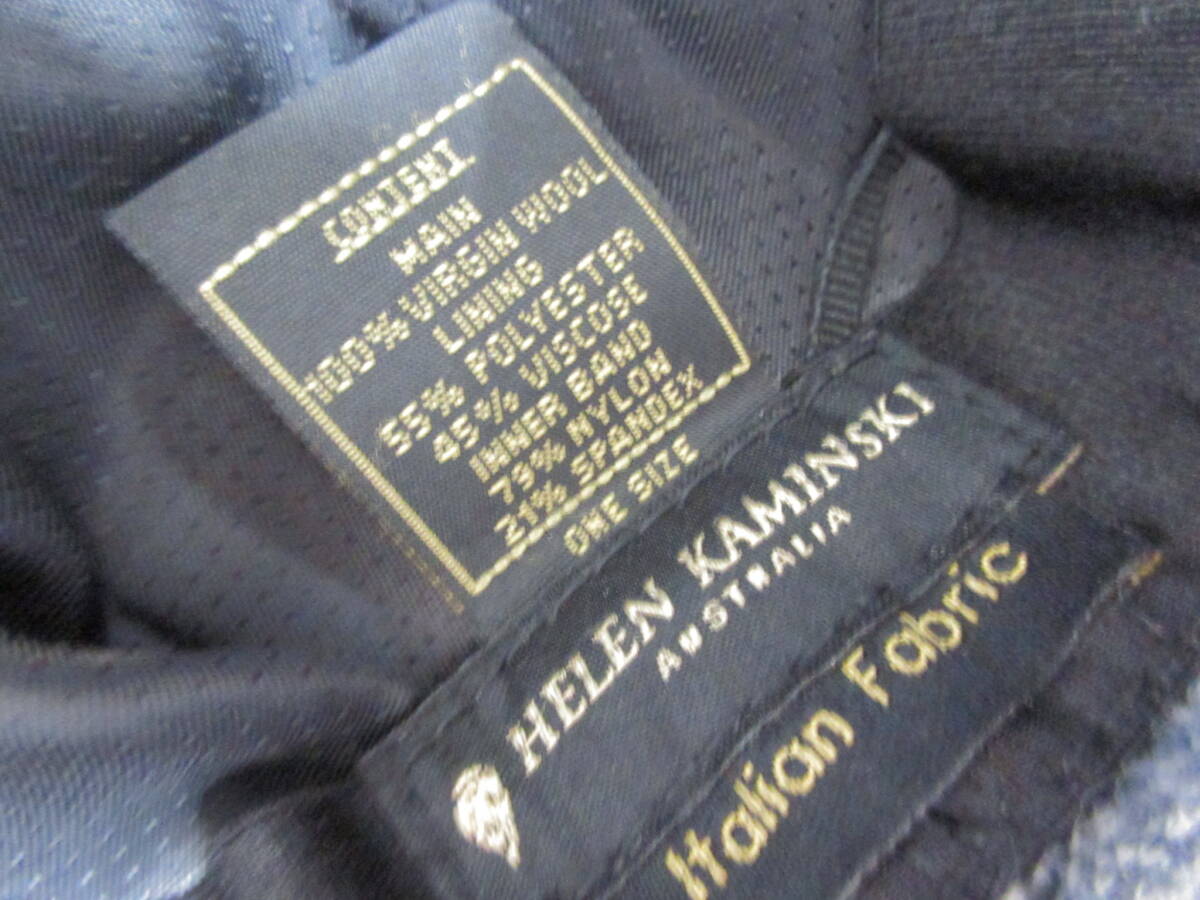 CONTENT
MAIN
100% VIRGIN WOOL
LINING
55% POLYESTER
45% VISCOSE
INNER BAND
79% NYLON
21% SPANDEX
ONE SIZE
HELEN KAMINSKI
AUSTRALIA
Italian Fabric